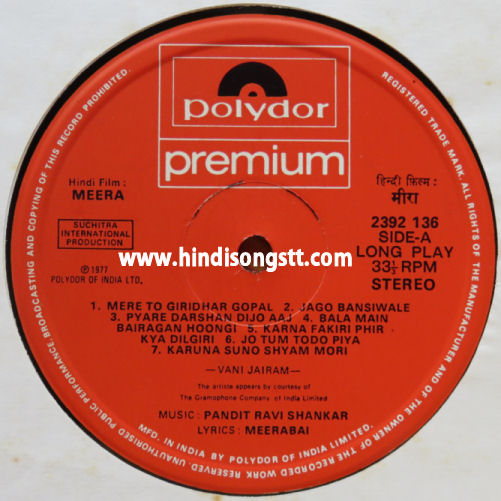 polydor
premium
Hindi Film :
MEERA
हिन्दी फ़िल्म :
मीरा
SUCHITRA
INTERNATIONAL
PRODUCTION
2392 136
SIDE-A
LONG PLAY
33⅓ RPM
STEREO
www.hindisongstt.com
℗ 1977
POLYDOR OF INDIA LTD.
1. MERE TO GIRIDHAR GOPAL 2. JAGO BANSIWALE
3. PYARE DARSHAN DIJO AAJ 4. BALA MAIN
BAIRAGAN HOONGI 5. KARNA FAKIRI PHIR
KYA DILGIRI 6. JO TUM TODO PIYA
7. KARUNA SUNO SHYAM MORI
—VANI JAIRAM—
The artiste appears by courtesy of
The Gramophone Company of India Limited
MUSIC : PANDIT RAVI SHANKAR
LYRICS : MEERABAI
MFD. IN INDIA BY POLYDOR OF INDIA LIMITED.
REGISTERED TRADE MARK. ALL RIGHTS OF THE MANUFACTURER AND OF THE OWNER OF THE RECORDED WORK RESERVED. UNAUTHORISED PUBLIC PERFORMANCE, BROADCASTING AND COPYING OF THIS RECORD PROHIBITED.